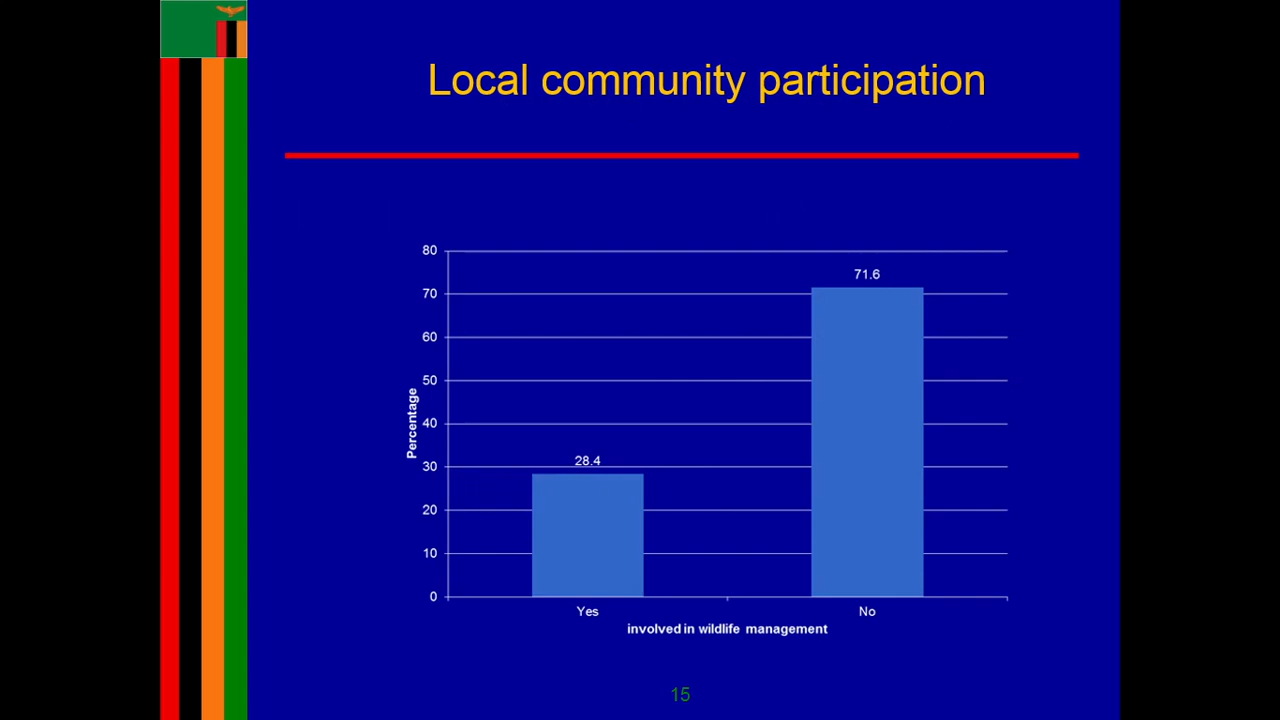 Local community participation
80
71.6
70
60
50
Percentage
40
28.4
30
20
10
0
Yes
No
involved in wildlife management
15